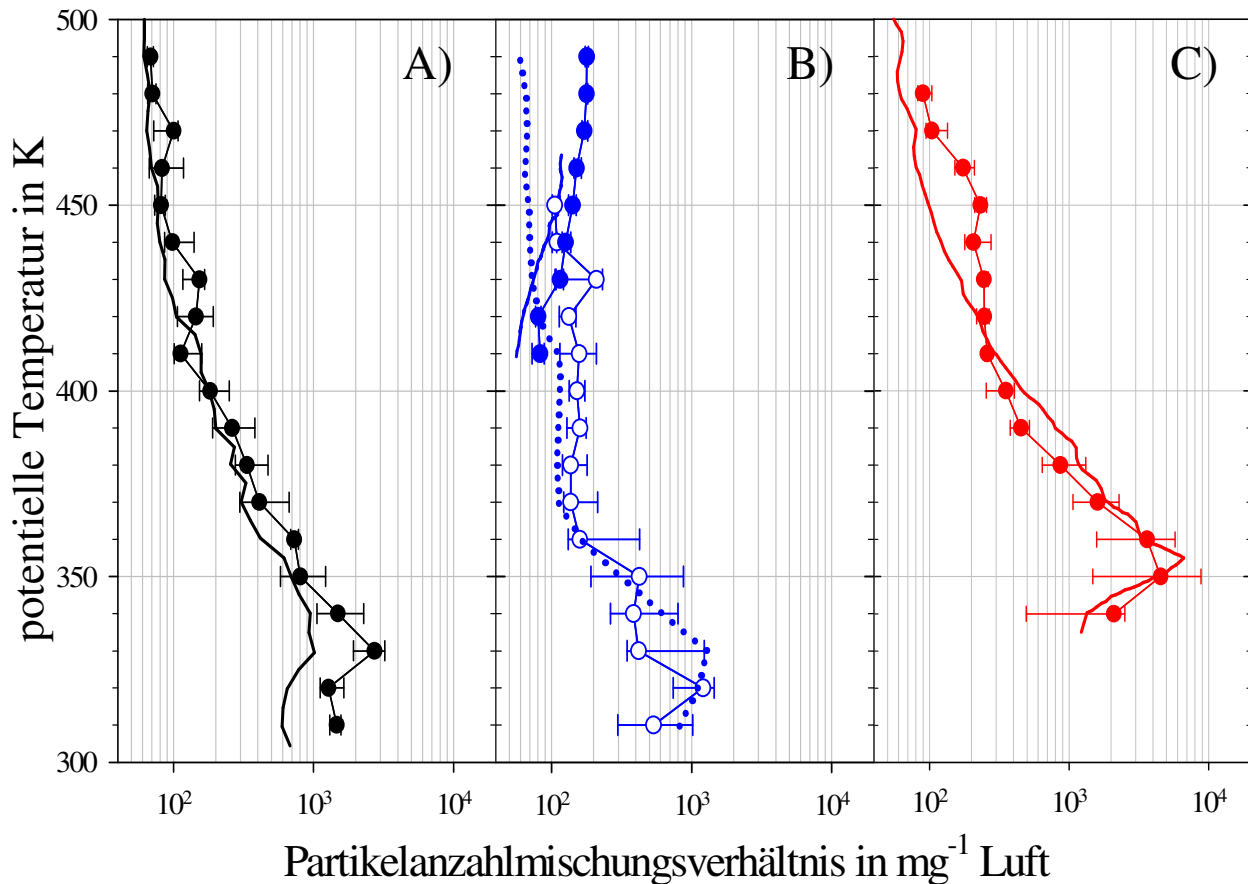 500
450
400
350
300
potentielle Temperatur in K
A)
B)
C)
10² 10³ 10⁴ 10² 10³ 10⁴ 10² 10³ 10⁴
Partikelanzahlmischungsverhältnis in mg⁻¹ Luft